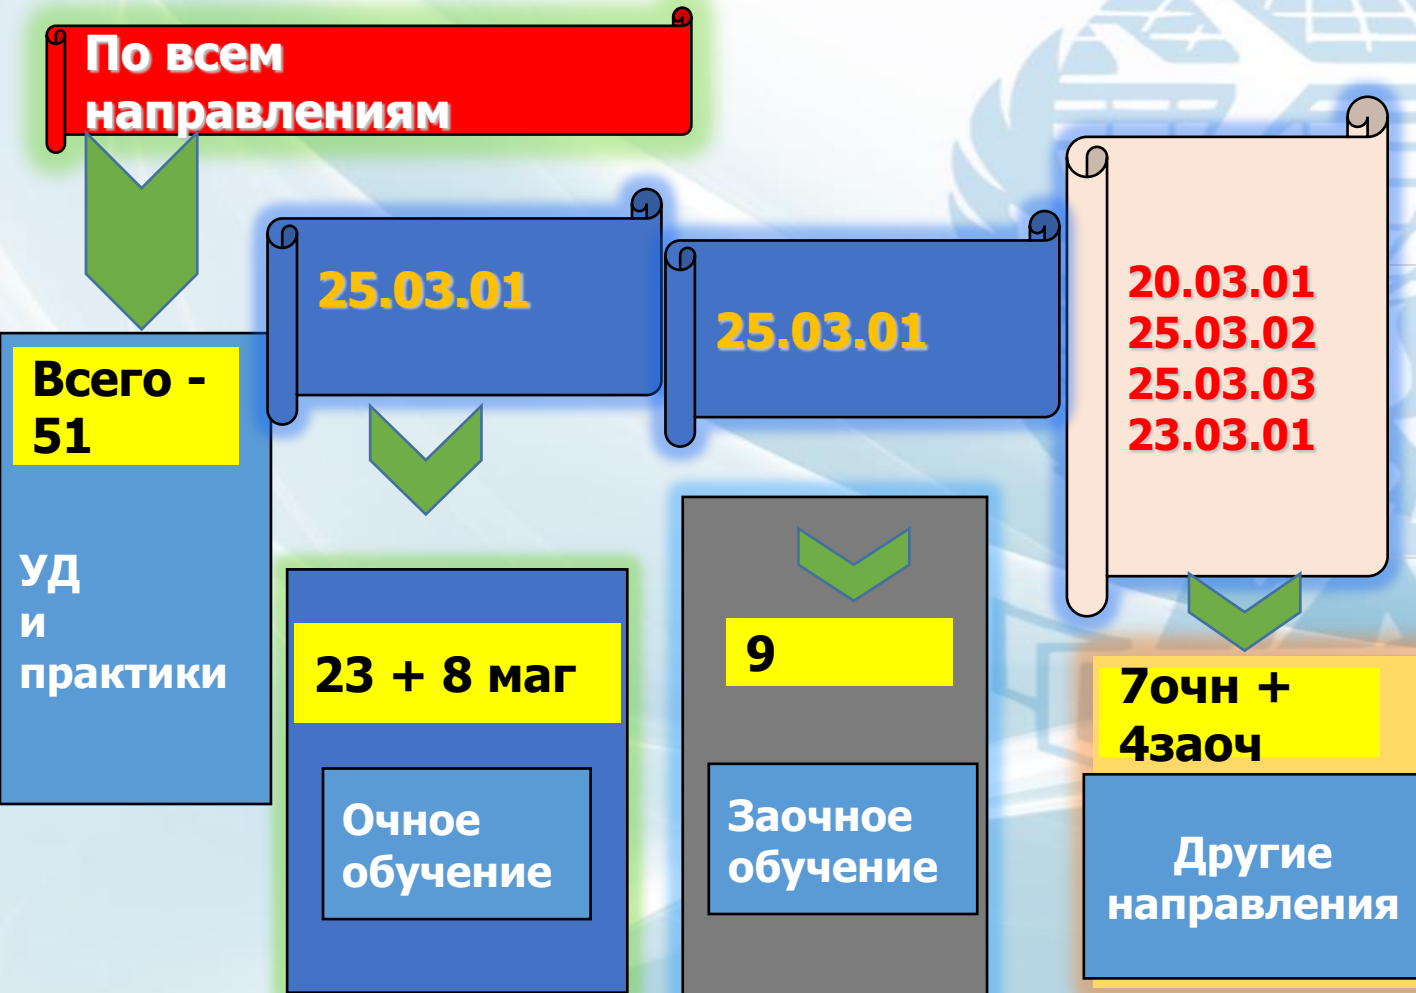 По всем
направлениям
25.03.01
25.03.01
20.03.01
25.03.02
25.03.03
23.03.01
Всего -
51
УД
и
практики
23 + 8 маг
Очное
обучение
9
Заочное
обучение
7очн +
4заоч
Другие
направления